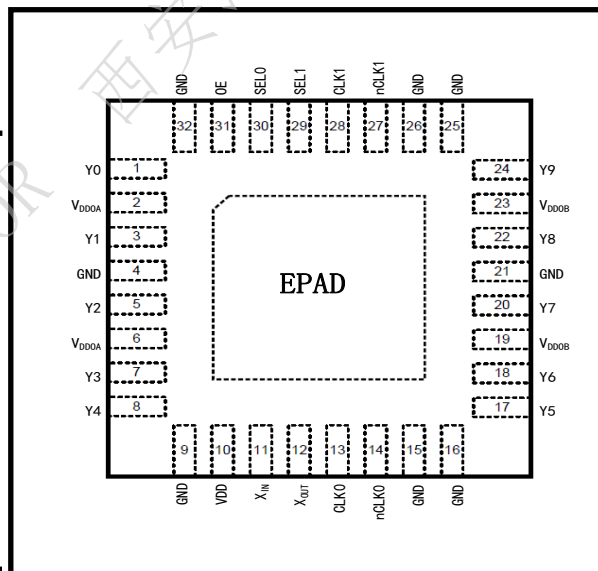 GND OE SEL0 SEL1 CLK1 nCLK1 GND GND
32 31 30 29 28 27 26 25
Y0 1 24 Y9
VDDOA 2 23 VDDOB
Y1 3 22 Y8
GND 4 21 GND
Y2 5 20 Y7
VDDOA 6 19 VDDOB
Y3 7 18 Y6
Y4 8 17 Y5
EPAD
9 10 11 12 13 14 15 16
GND VDD XIN XOUT CLK0 nCLK0 GND GND
西安
OR